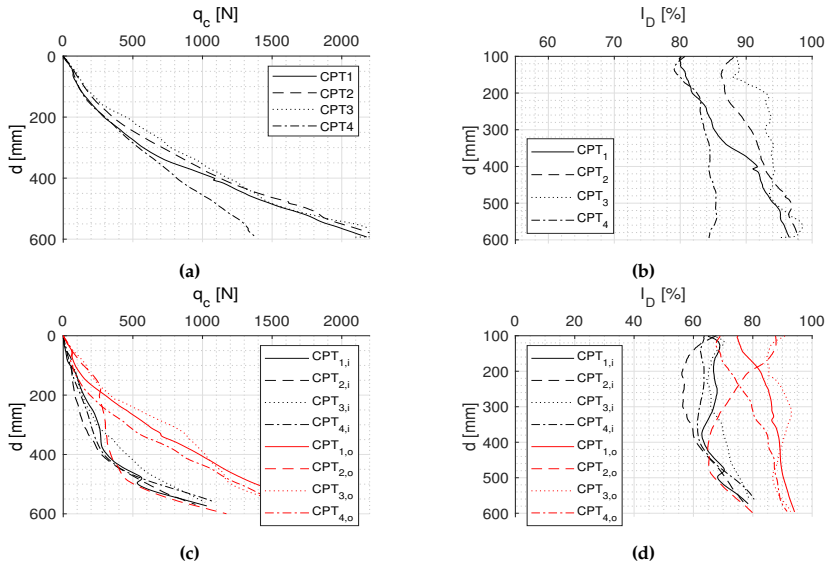 q_c [N]
0 500 1000 1500 2000
d [mm]
0
200
400
600
CPT1
CPT2
CPT3
CPT4
(a)
I_D [%]
60 70 80 90 100
d [mm]
100
200
300
400
500
600
CPT_1
CPT_2
CPT_3
CPT_4
(b)
q_c [N]
0 500 1000 1500 2000
d [mm]
0
200
400
600
CPT_1,i
CPT_2,i
CPT_3,i
CPT_4,i
CPT_1,o
CPT_2,o
CPT_3,o
CPT_4,o
(c)
I_D [%]
0 20 40 60 80 100
d [mm]
100
200
300
400
500
600
CPT_1,i
CPT_2,i
CPT_3,i
CPT_4,i
CPT_1,o
CPT_2,o
CPT_3,o
CPT_4,o
(d)